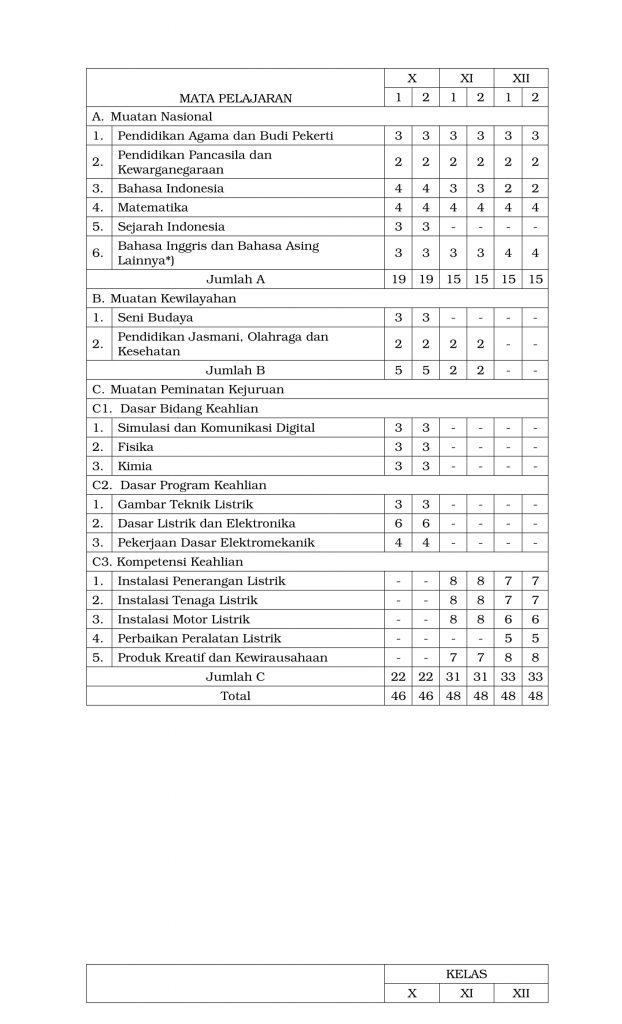 X XI XII
MATA PELAJARAN 1 2 1 2 1 2
A. Muatan Nasional
1. Pendidikan Agama dan Budi Pekerti 3 3 3 3 3 3
2. Pendidikan Pancasila dan
Kewarganegaraan 2 2 2 2 2 2
3. Bahasa Indonesia 4 4 3 3 2 2
4. Matematika 4 4 4 4 4 4
5. Sejarah Indonesia 3 3 - - - -
6. Bahasa Inggris dan Bahasa Asing
Lainnya*) 3 3 3 3 4 4
Jumlah A 19 19 15 15 15 15
B. Muatan Kewilayahan
1. Seni Budaya 3 3 - - - -
2. Pendidikan Jasmani, Olahraga dan
Kesehatan 2 2 2 2 - -
Jumlah B 5 5 2 2 - -
C. Muatan Peminatan Kejuruan
C1. Dasar Bidang Keahlian
1. Simulasi dan Komunikasi Digital 3 3 - - - -
2. Fisika 3 3 - - - -
3. Kimia 3 3 - - - -
C2. Dasar Program Keahlian
1. Gambar Teknik Listrik 3 3 - - - -
2. Dasar Listrik dan Elektronika 6 6 - - - -
3. Pekerjaan Dasar Elektromekanik 4 4 - - - -
C3. Kompetensi Keahlian
1. Instalasi Penerangan Listrik - - 8 8 7 7
2. Instalasi Tenaga Listrik - - 8 8 7 7
3. Instalasi Motor Listrik - - 8 8 6 6
4. Perbaikan Peralatan Listrik - - - - 5 5
5. Produk Kreatif dan Kewirausahaan - - 7 7 8 8
Jumlah C 22 22 31 31 33 33
Total 46 46 48 48 48 48
KELAS
X XI XII